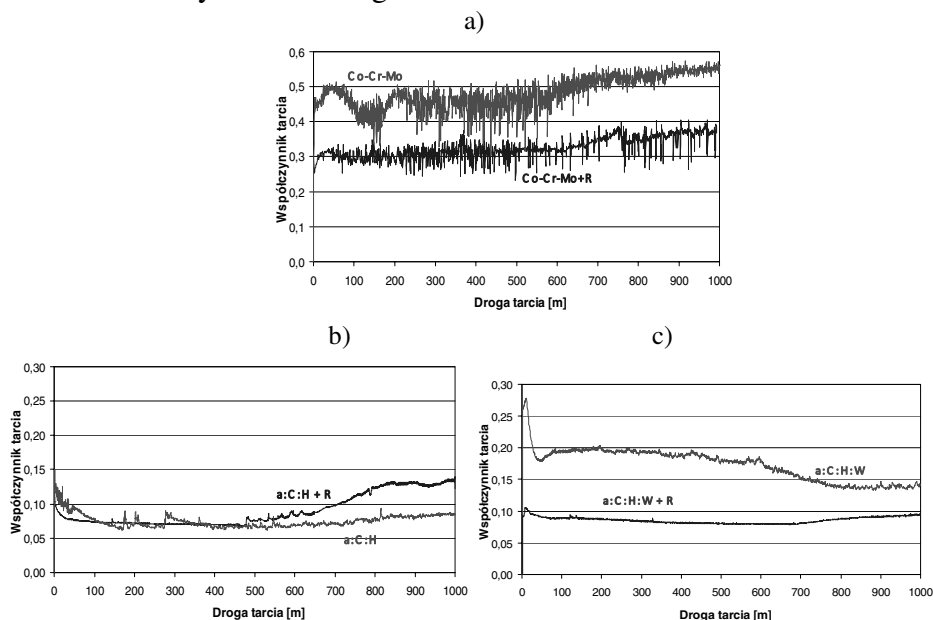 a)
0,6
Co-Cr-Mo
0,5
0,4
0,3
0,2
Co-Cr-Mo+R
0,1
0,0
Współczynnik tarcia
0 100 200 300 400 500 600 700 800 900 1000
Droga tarcia [m]
b)
0,30
0,25
0,20
0,15
a:C:H + R
0,10
0,05
a:C:H
0,00
Współczynnik tarcia
0 100 200 300 400 500 600 700 800 900 1000
Droga tarcia [m]
c)
0,30
0,25
0,20
a:C:H:W
0,15
a:C:H:W + R
0,10
0,05
0,00
Współczynnik tarcia
0 100 200 300 400 500 600 700 800 900 1000
Droga tarcia [m]